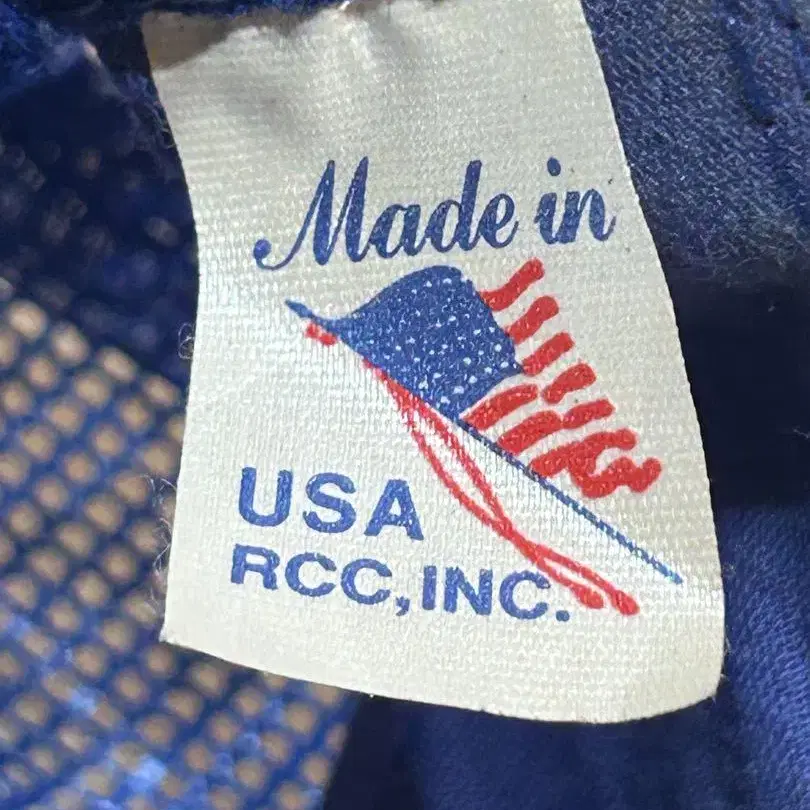 Made in
USA
RCC, INC.